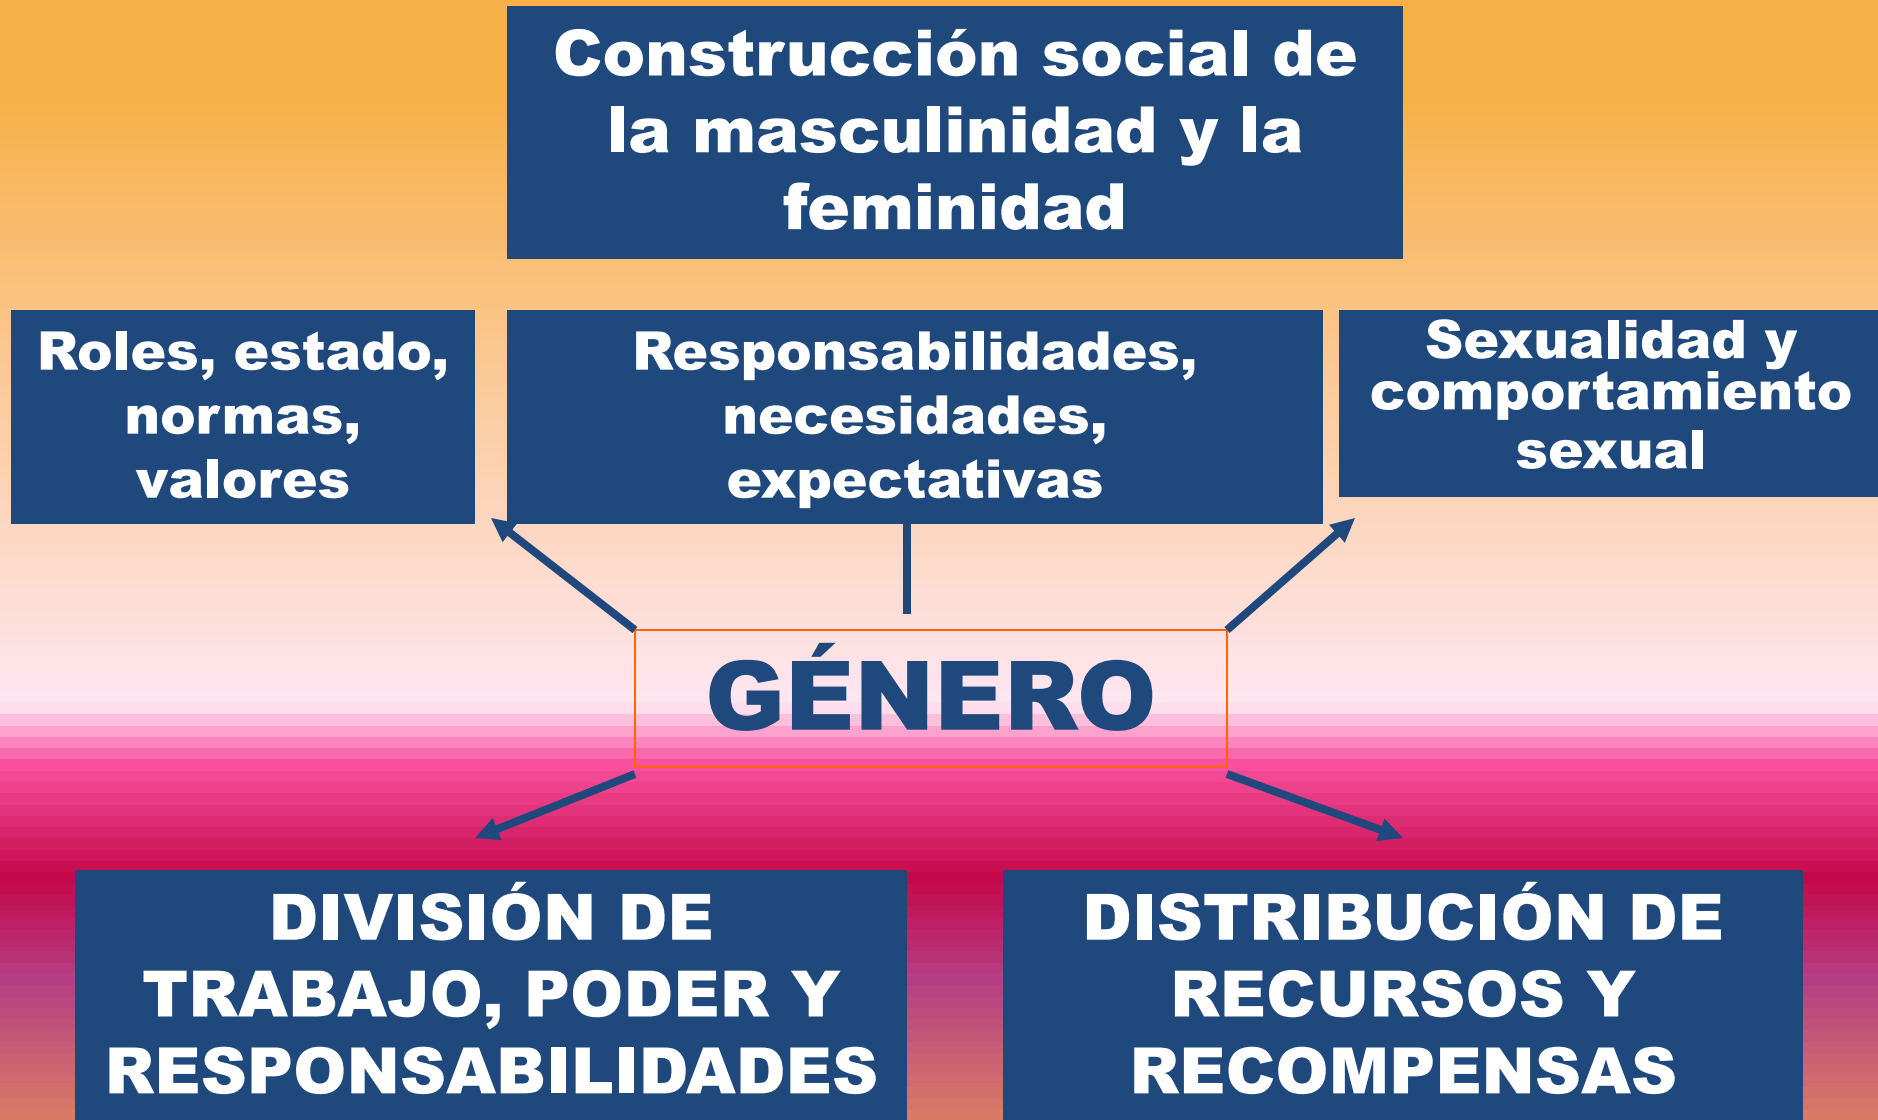 Construcción social de
la masculinidad y la
feminidad
Roles, estado,
normas,
valores
Responsabilidades,
necesidades,
expectativas
Sexualidad y
comportamiento
sexual
GÉNERO
DIVISIÓN DE
TRABAJO, PODER Y
RESPONSABILIDADES
DISTRIBUCIÓN DE
RECURSOS Y
RECOMPENSAS